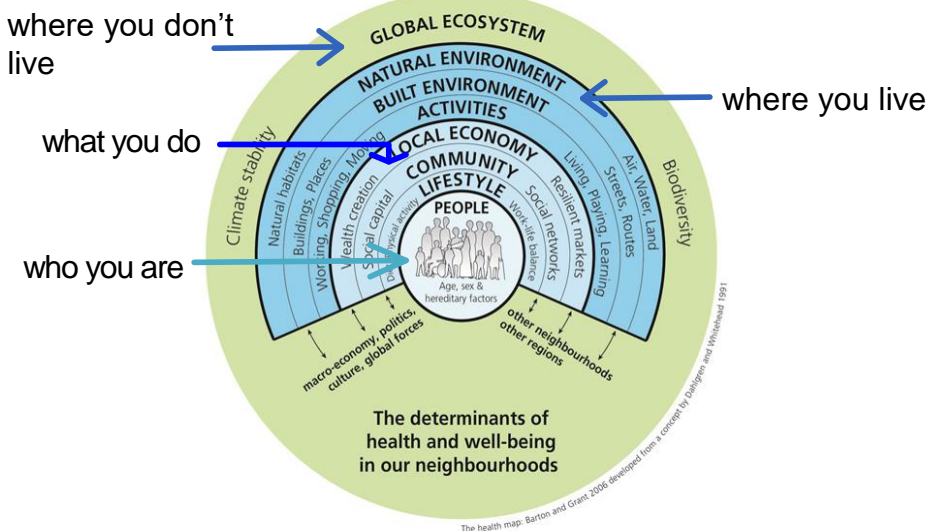 where you don't
live
where you live
what you do
who you are
GLOBAL ECOSYSTEM
NATURAL ENVIRONMENT
BUILT ENVIRONMENT
ACTIVITIES
LOCAL ECONOMY
COMMUNITY
LIFESTYLE
PEOPLE
Age, sex &
hereditary factors
Climate stability
Natural habitats
Buildings, Places
Working, Shopping, Moving
Wealth creation
Social capital
physical activity
Work-life balance
Social networks
Resilient markets
Living, Playing, Learning
Streets, Routes
Air, Water, Land
Biodiversity
macro-economy, politics,
culture, global forces
other neighbourhoods
other regions
The determinants of
health and well-being
in our neighbourhoods
The health map: Barton and Grant 2006 developed from a concept by Dahlgren and Whitehead 1991